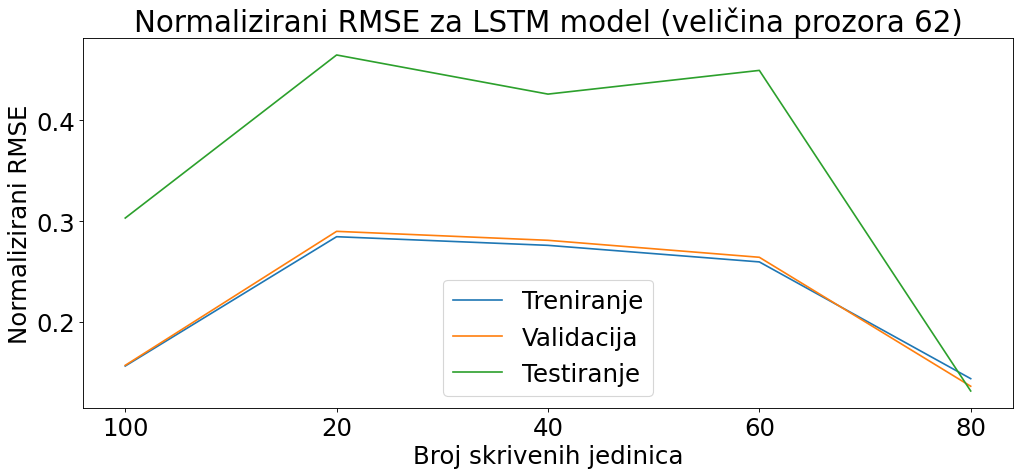 Normalizirani RMSE za LSTM model (veličina prozora 62)
Normalizirani RMSE
0.4
0.3
0.2
Treniranje
Validacija
Testiranje
100 20 40 60 80
Broj skrivenih jedinica